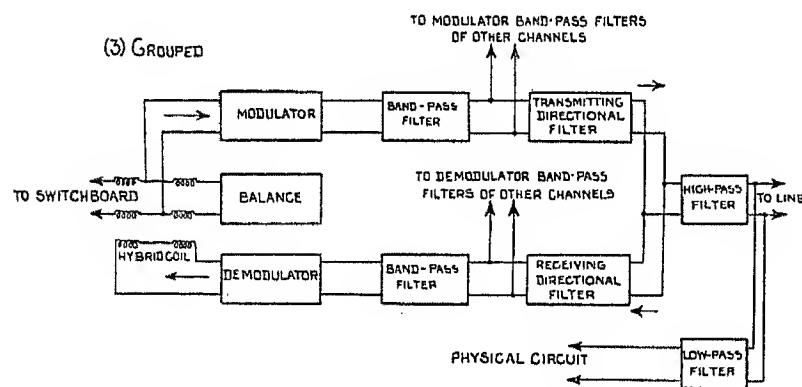 (3) GROUPED
TO MODULATOR BAND-PASS FILTERS
OF OTHER CHANNELS
MODULATOR
BAND-PASS
FILTER
TRANSMITTING
DIRECTIONAL
FILTER
TO SWITCHBOARD
BALANCE
TO DEMODULATOR BAND-PASS
FILTERS OF OTHER CHANNELS
HIGH-PASS
FILTER
TO LINE
HYBRID COIL
DEMODULATOR
BAND-PASS
FILTER
RECEIVING
DIRECTIONAL
FILTER
PHYSICAL CIRCUIT
LOW-PASS
FILTER